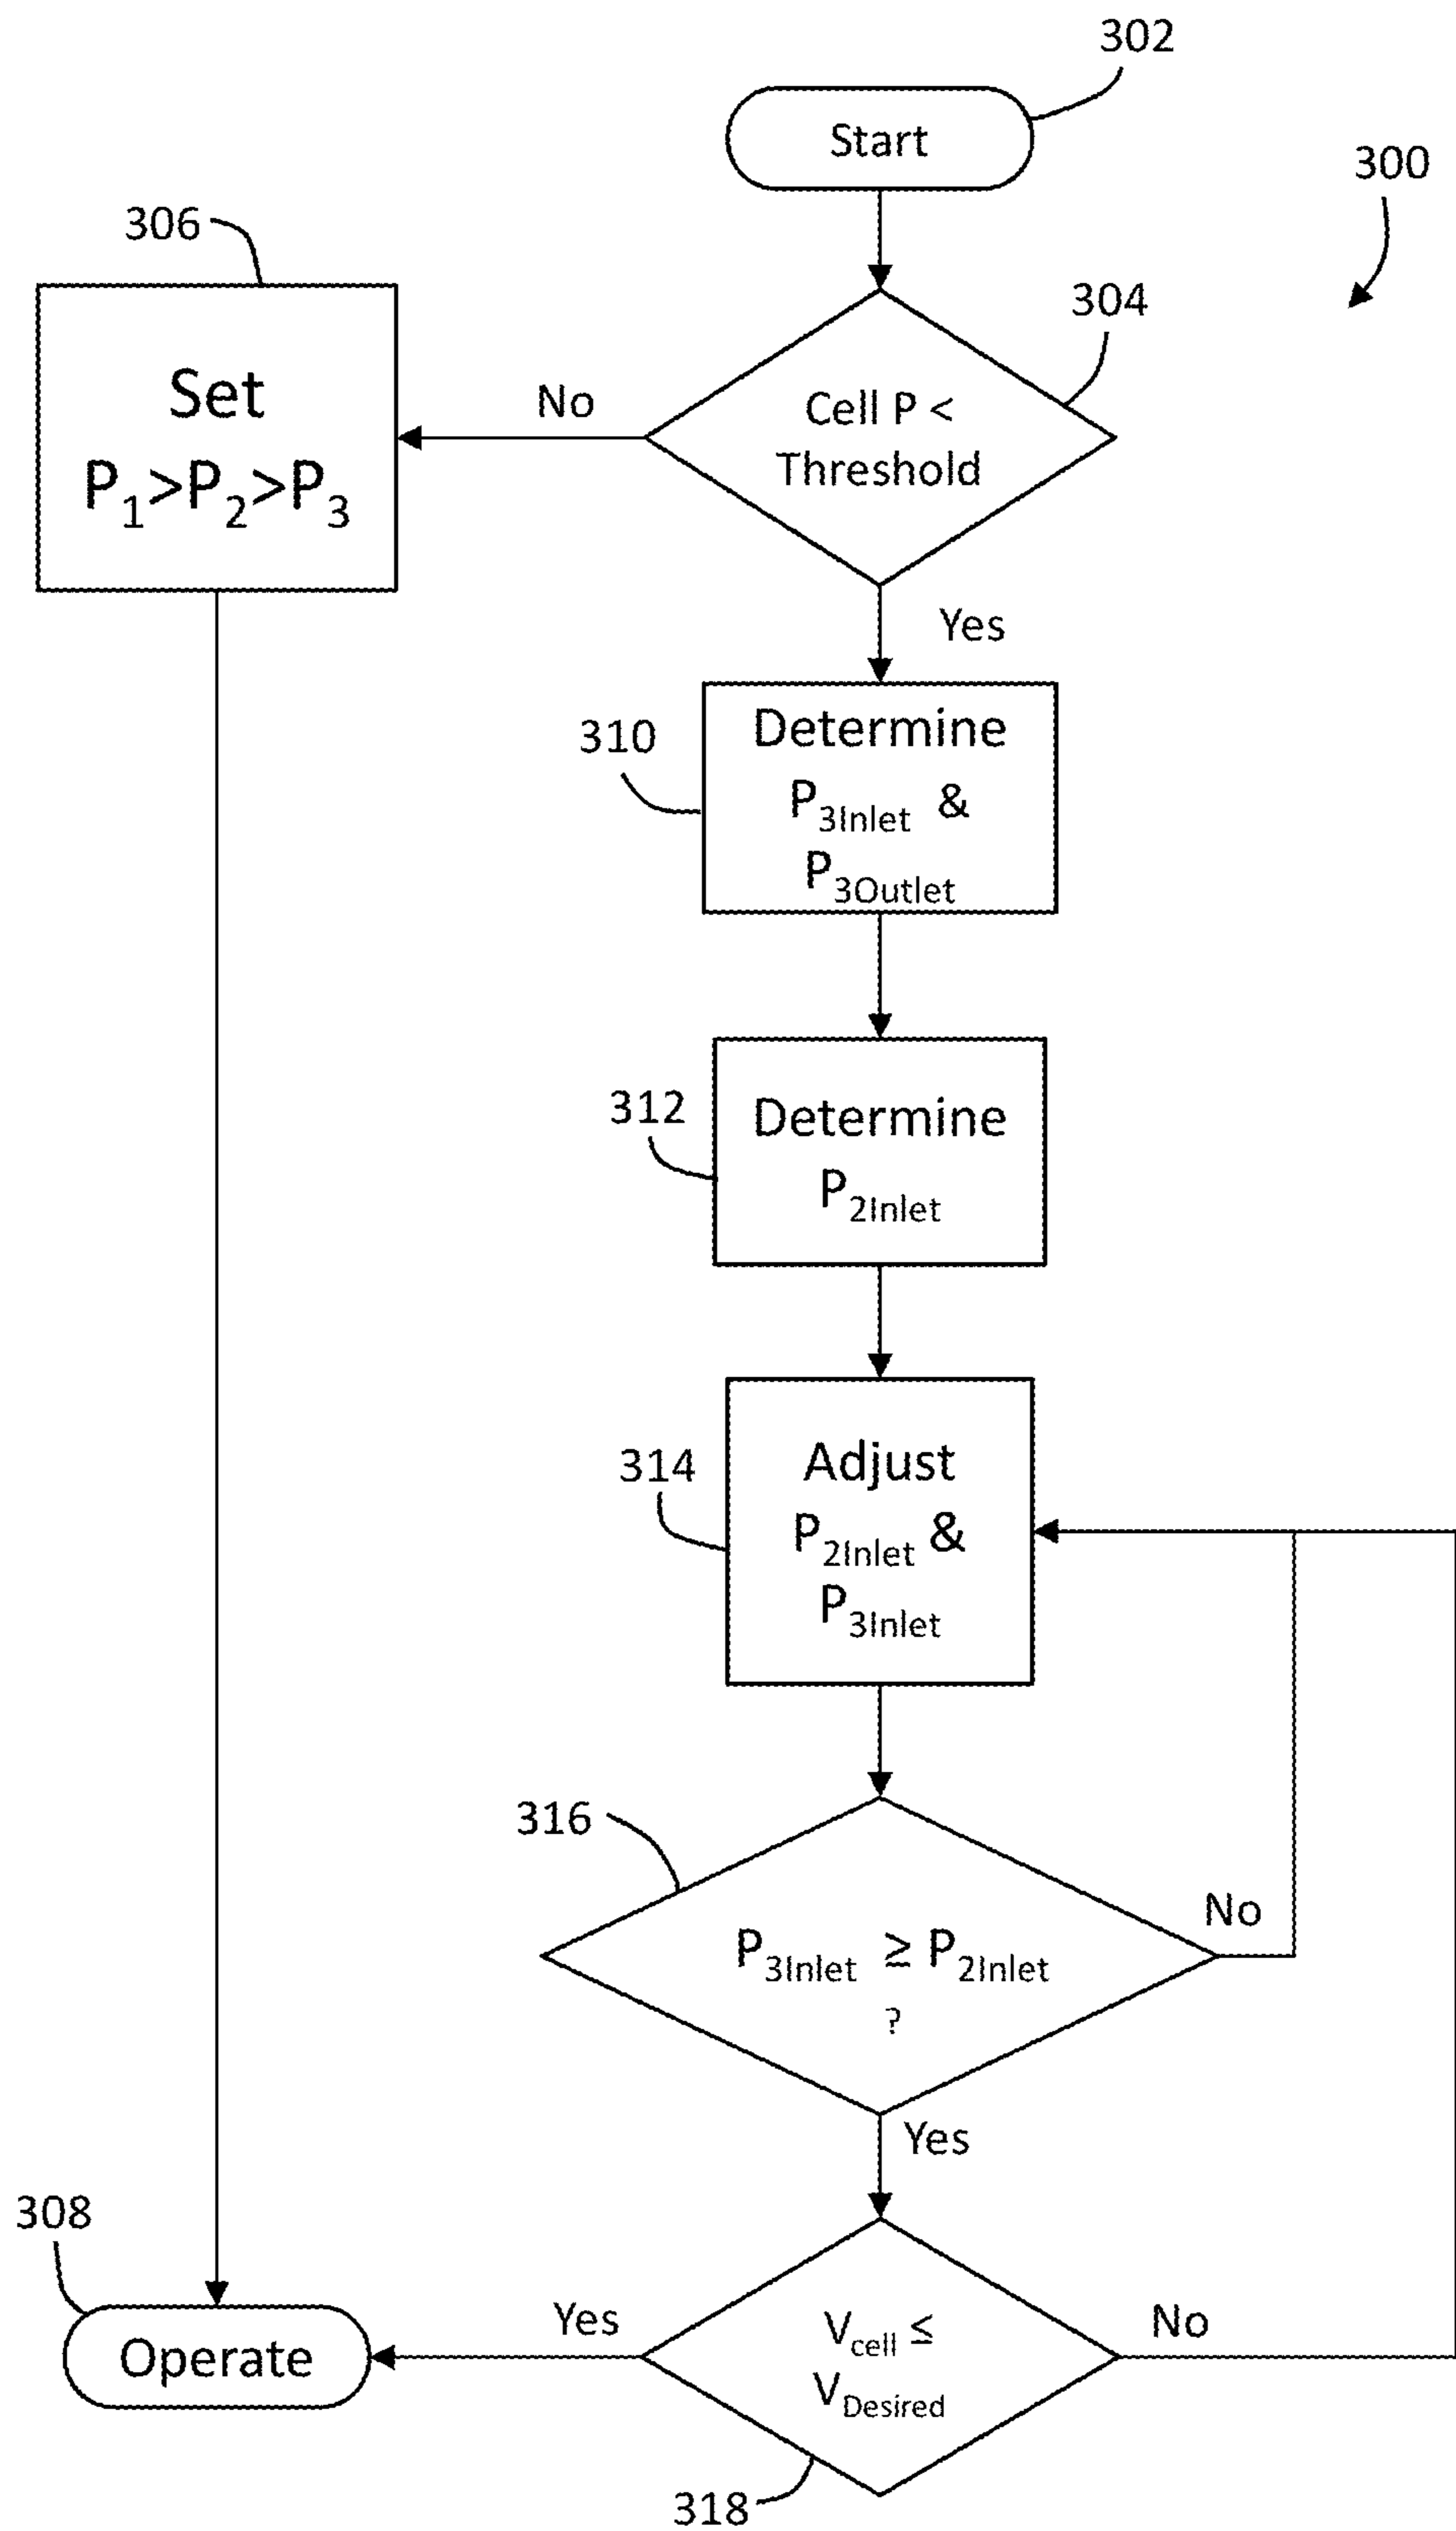 302
Start
300
306
304
Set
P1>P2>P3
No
Cell P <
Threshold
Yes
310
Determine
P3Inlet &
P3Outlet
312
Determine
P2Inlet
314
Adjust
P2Inlet &
P3Inlet
316
P3Inlet ≥ P2Inlet
?
No
Yes
308
Operate
Yes
Vcell ≤
VDesired
No
318